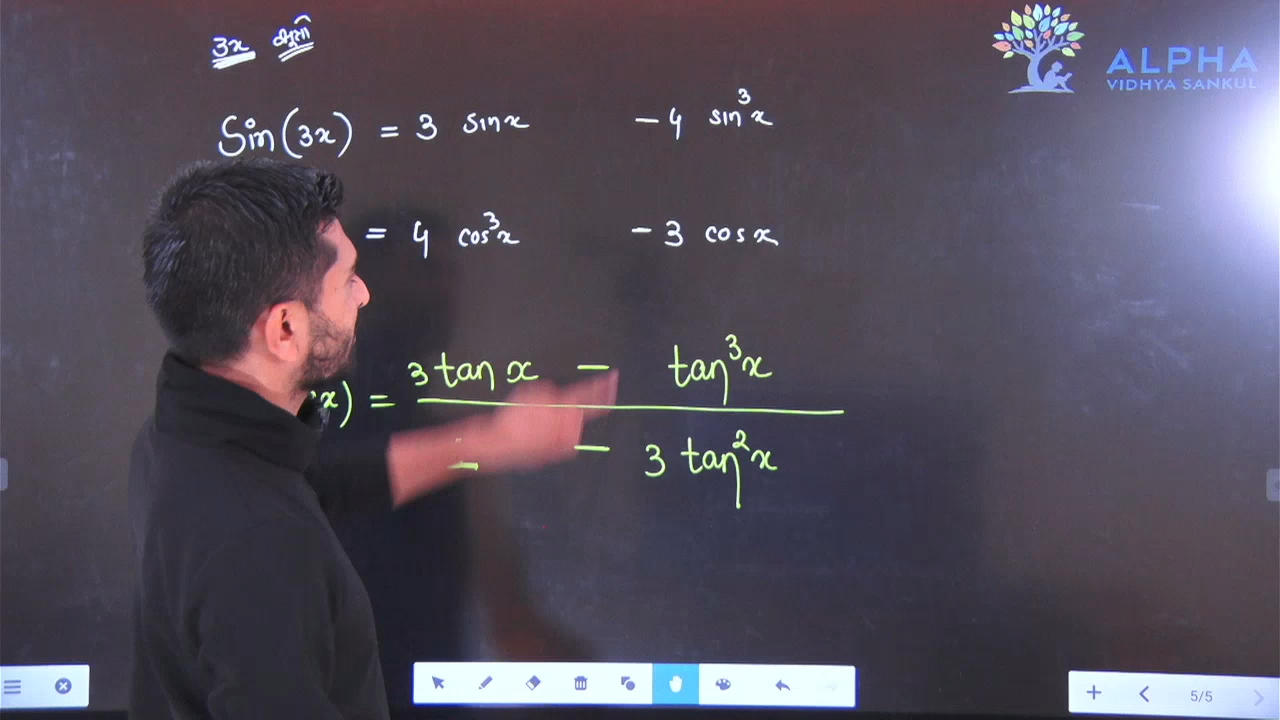 3x सूत्रो
ALPHA
VIDHYA SANKUL
Sin(3x) = 3 sinx - 4 sin³x
= 4 cos³x - 3 cosx
x) = 3 tan x - tan³x
- 3 tan²x
5/5